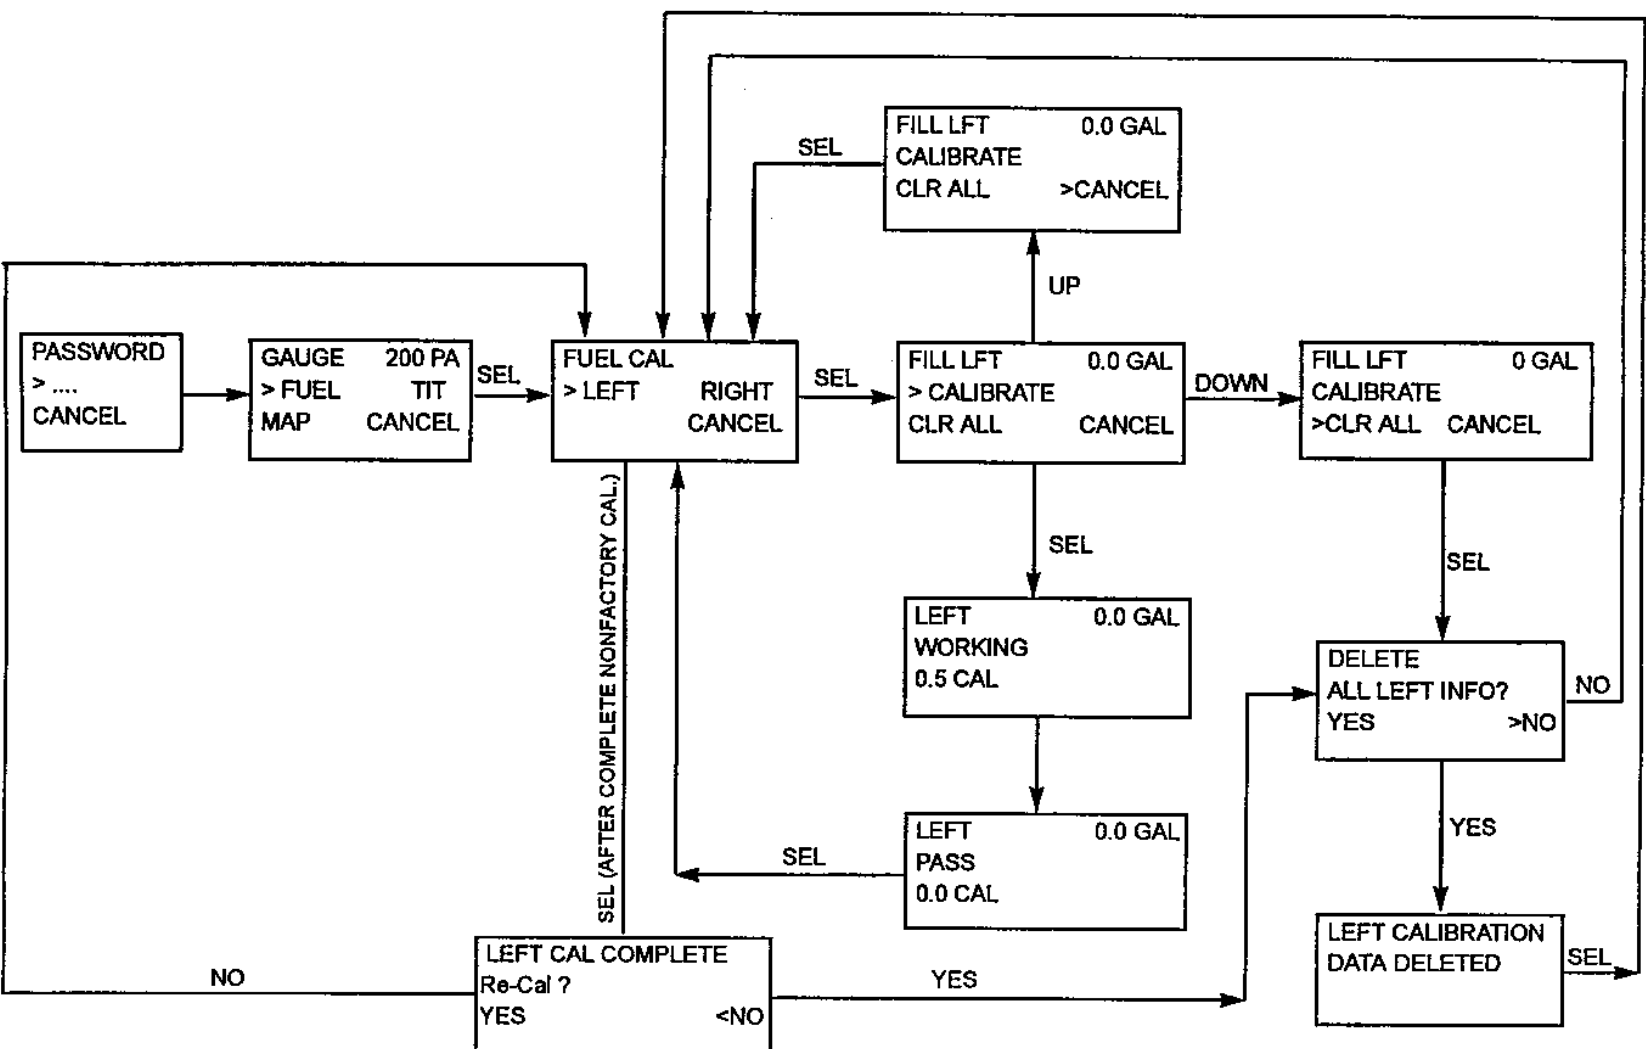 FILL LFT 0.0 GAL
CALIBRATE
CLR ALL >CANCEL
SEL
UP
PASSWORD
> ....
CANCEL
GAUGE 200 PA
> FUEL TIT
MAP CANCEL
SEL
FUEL CAL
> LEFT RIGHT
CANCEL
SEL
FILL LFT 0.0 GAL
> CALIBRATE
CLR ALL CANCEL
DOWN
FILL LFT 0 GAL
CALIBRATE
>CLR ALL CANCEL
SEL (AFTER COMPLETE NONFACTORY CAL.)
SEL
SEL
LEFT 0.0 GAL
WORKING
0.5 CAL
DELETE
ALL LEFT INFO?
YES >NO
NO
LEFT 0.0 GAL
PASS
0.0 CAL
SEL
YES
LEFT CALIBRATION
DATA DELETED
SEL
LEFT CAL COMPLETE
Re-Cal ?
YES <NO
NO
YES